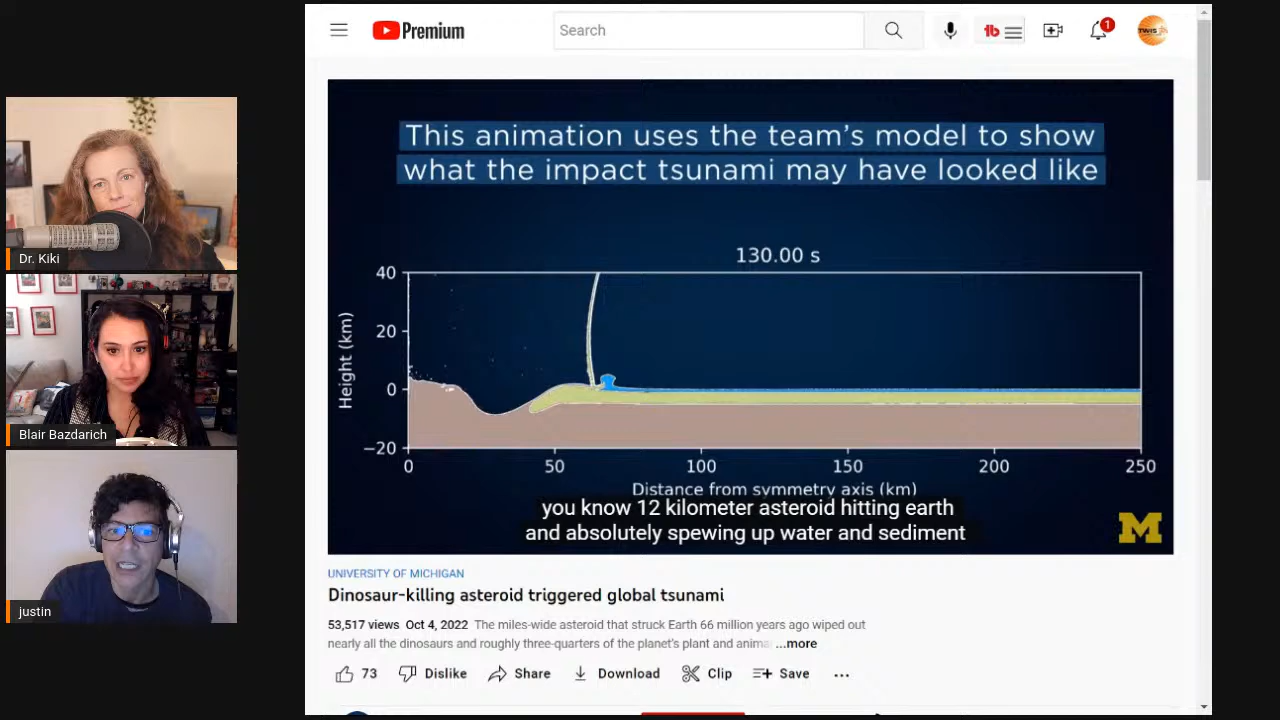 Premium
Search
1
TWIS
This animation uses the team's model to show
what the impact tsunami may have looked like
130.00 s
40
20
0
−20
Height (km)
0 50 100 150 200 250
Distance from symmetry axis (km)
you know 12 kilometer asteroid hitting earth
and absolutely spewing up water and sediment
M
UNIVERSITY OF MICHIGAN
Dinosaur-killing asteroid triggered global tsunami
53,517 views Oct 4, 2022 The miles-wide asteroid that struck Earth 66 million years ago wiped out
nearly all the dinosaurs and roughly three-quarters of the planet's plant and anima ...more
73 Dislike Share Download Clip Save
Dr. Kiki
Blair Bazdarich
justin